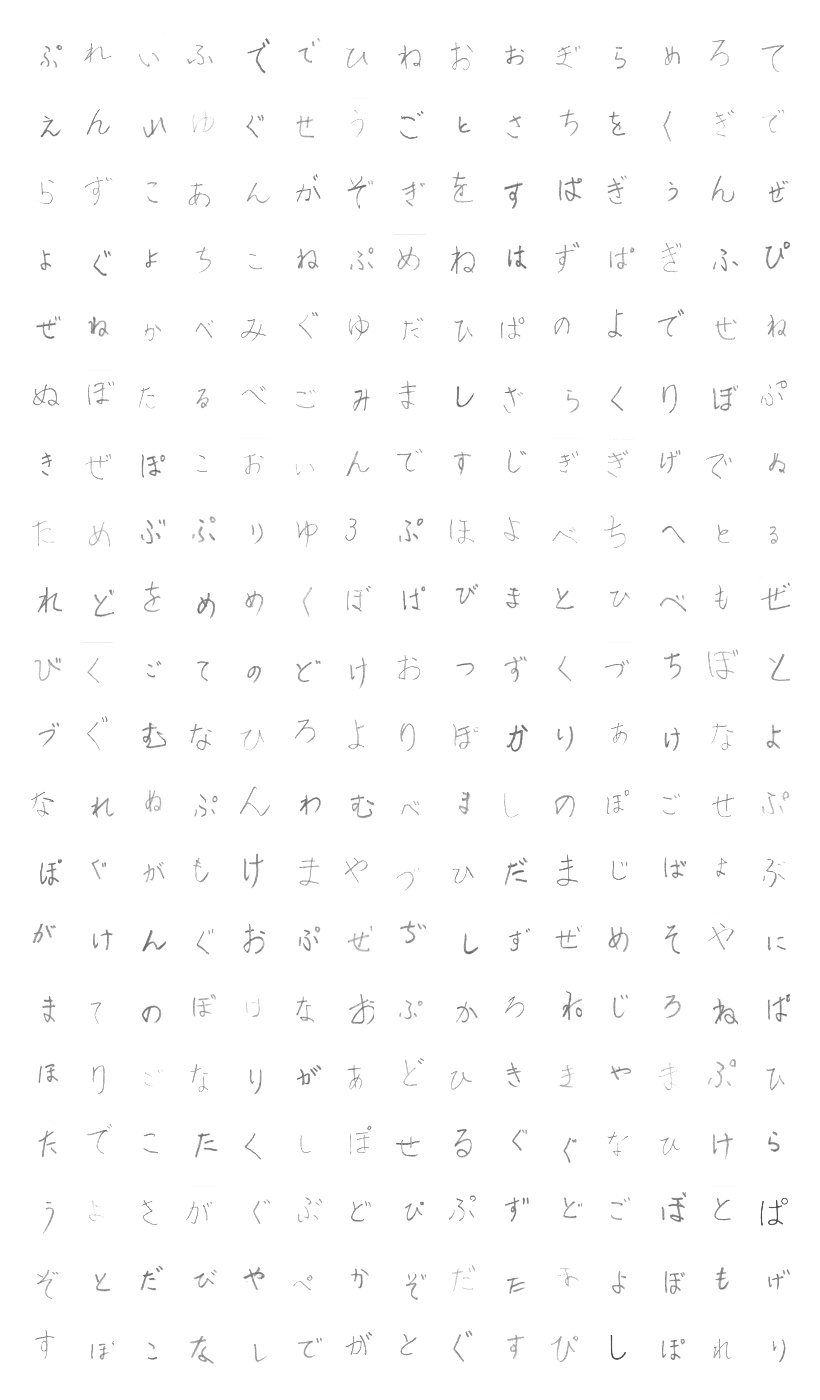 ぷれいふででひねおおぎらめろて
えんいゆぐせうごとさちをくぎで
らずこあんがぞぎをすぱぎうんぜ
よぐよちこねぷめねはずぱぎふぴ
ぜねかべみぐゆだひぱのよでせね
ぬぼたるべごみましざらくりぼぷ
きぜぽこおいんですじぎぎげでぬ
ためぶぷりゆろぷほよべちへとる
れどをめめくぼぱびまとひべもぜ
びくごてのどけおつずくづちぼと
づぐむなひろよりぽかりあけなよ
なれぬぷんわむべましのぽごせぷ
ぽぐがもけまやづひだまじばよぶ
がけんぐおぷぜぢしずぜめそやに
まてのぼけなおぷかろねじろねぱ
ほりごなりがあどひききやまぷひ
たでこたくしぽせるぐぐなひけら
うよさがぐぶどぴぷずどごぼとぱ
ぞとだびやぺかぞだたよぼもげ
すぼこなしでがとぐすぴしぽれり